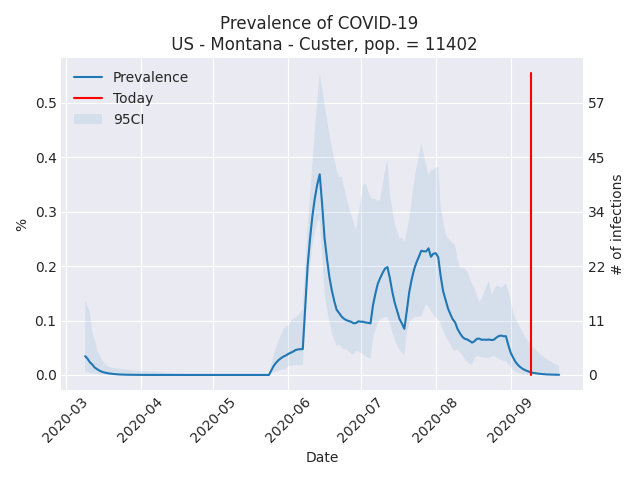 Prevalence of COVID-19
US - Montana - Custer, pop. = 11402
Prevalence
Today
95CI
0.5
0.4
0.3
0.2
0.1
0.0
%
57
45
34
22
11
0
# of infections
2020-03
2020-04
2020-05
2020-06
2020-07
2020-08
2020-09
Date